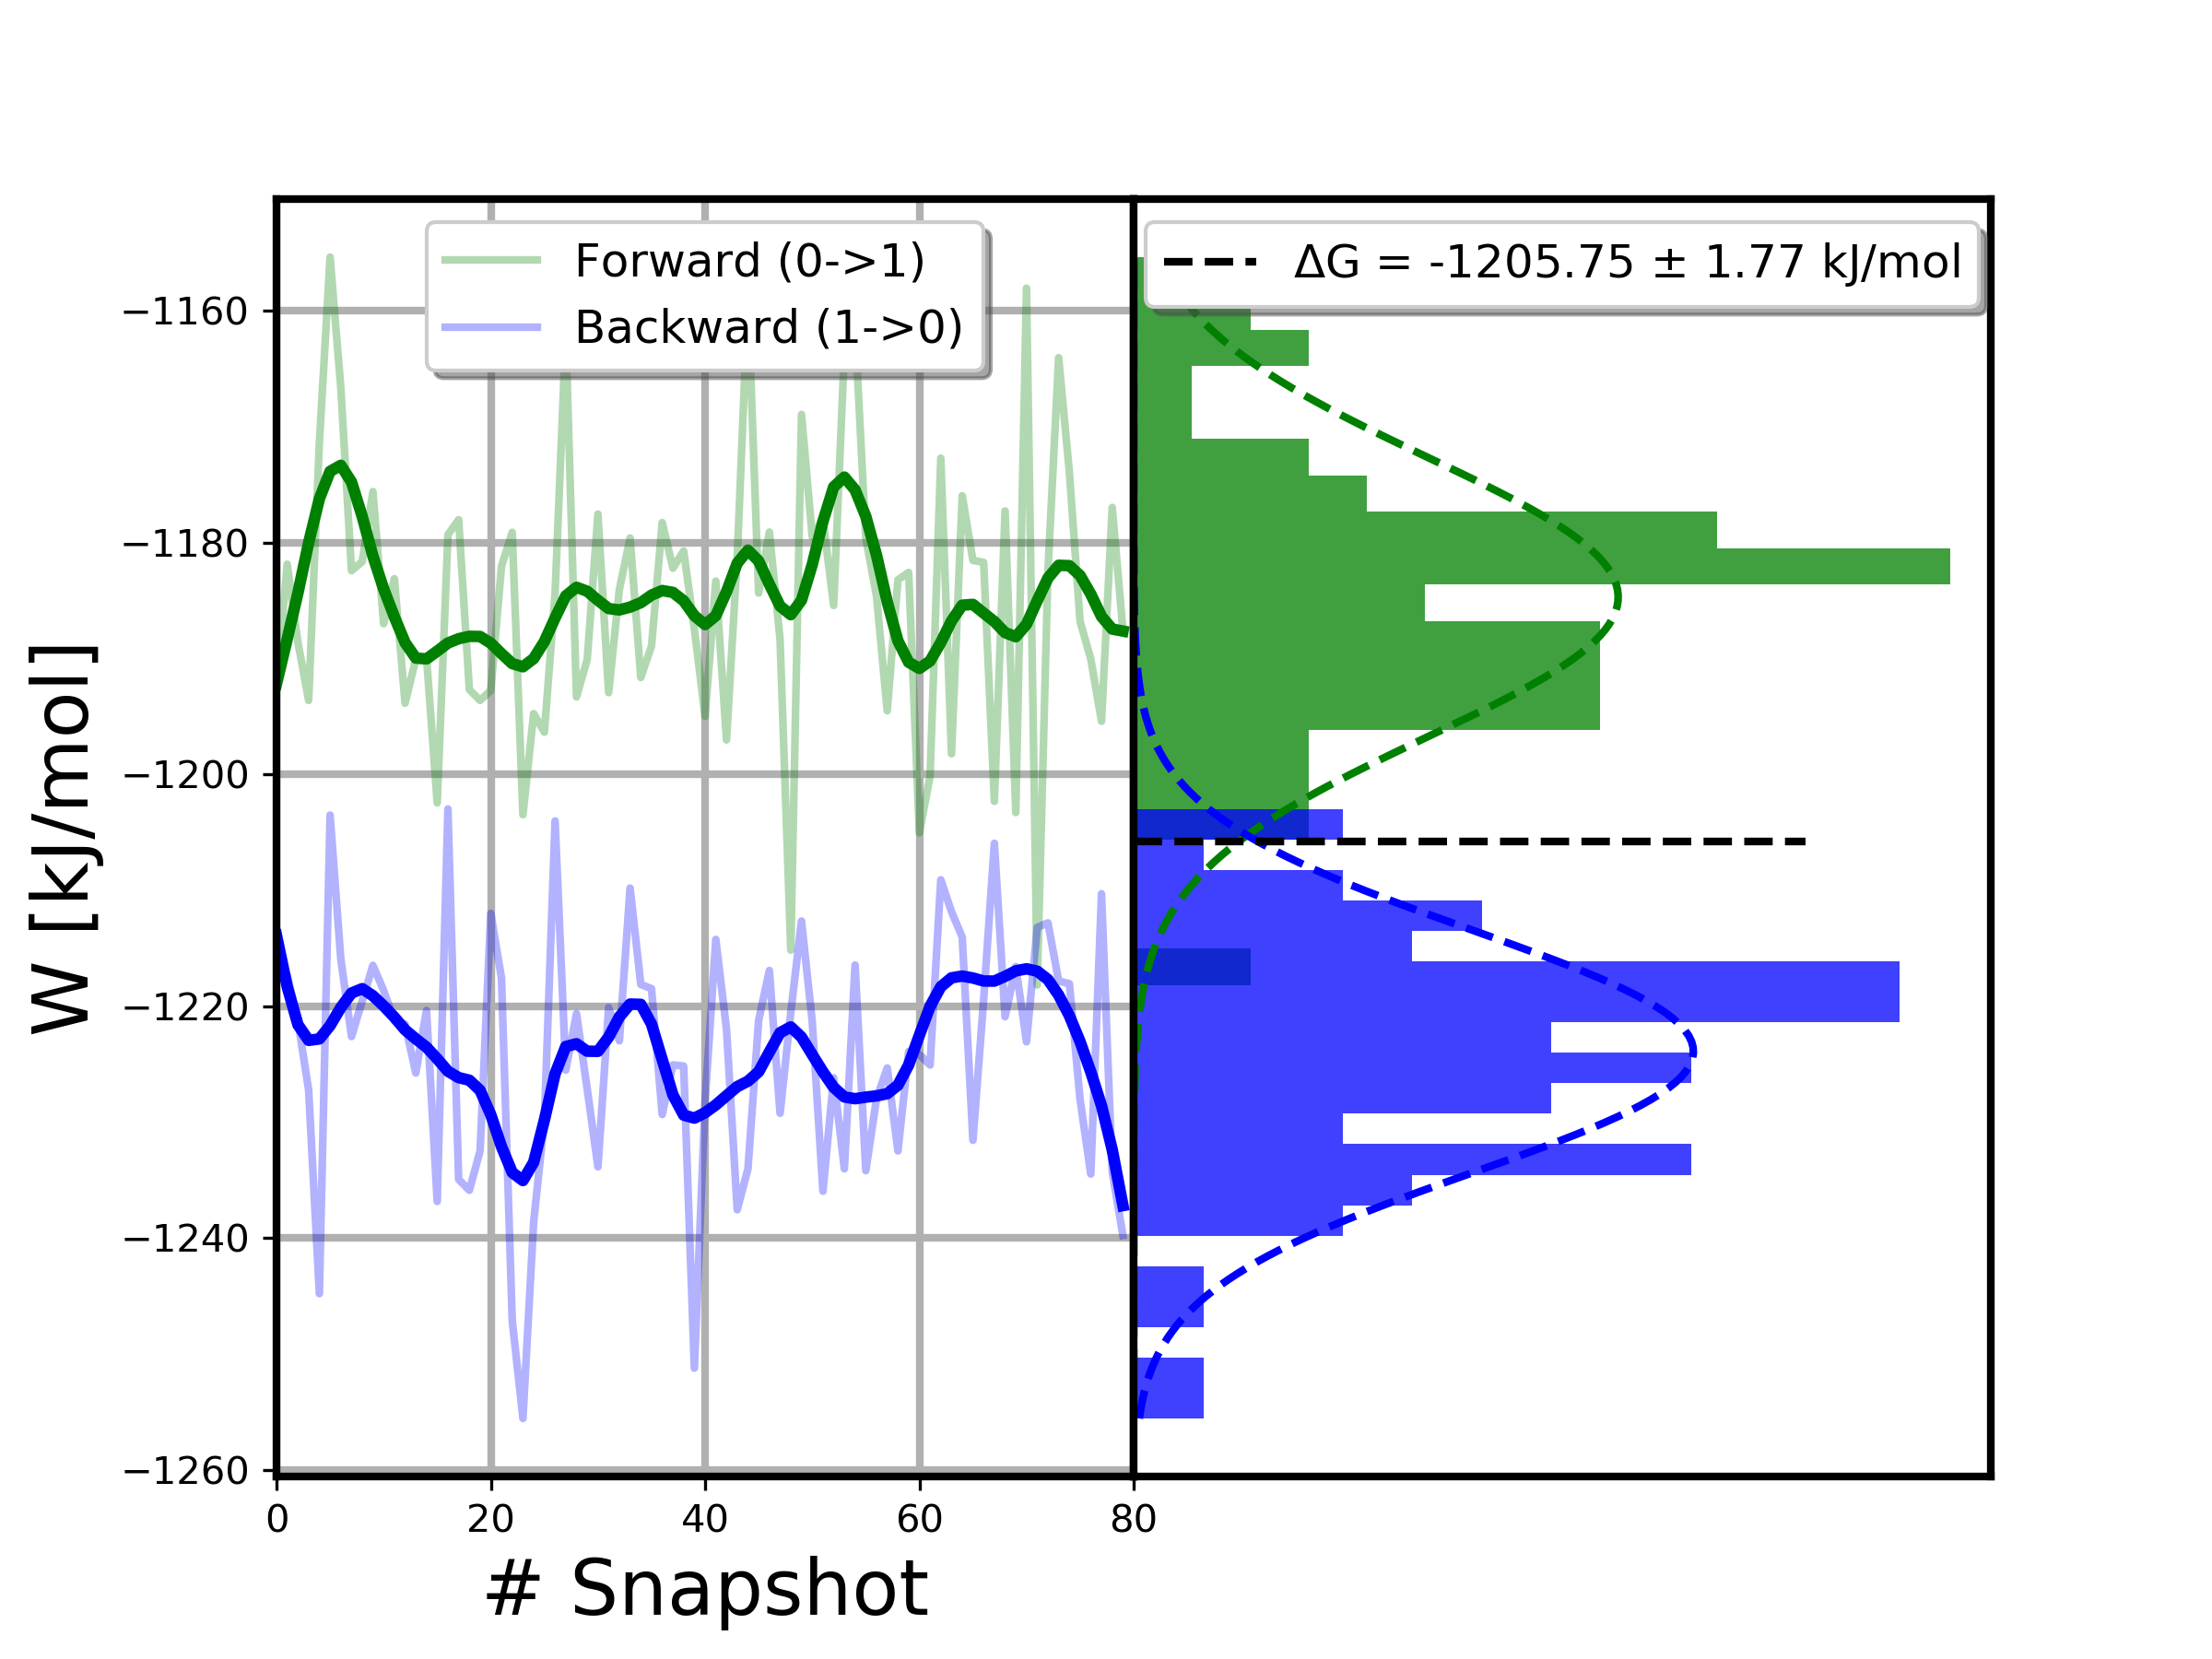 Forward (0->1)
Backward (1->0)
ΔG = -1205.75 ± 1.77 kJ/mol
W [kJ/mol]
−1160
−1180
−1200
−1220
−1240
−1260
0 20 40 60 80
# Snapshot